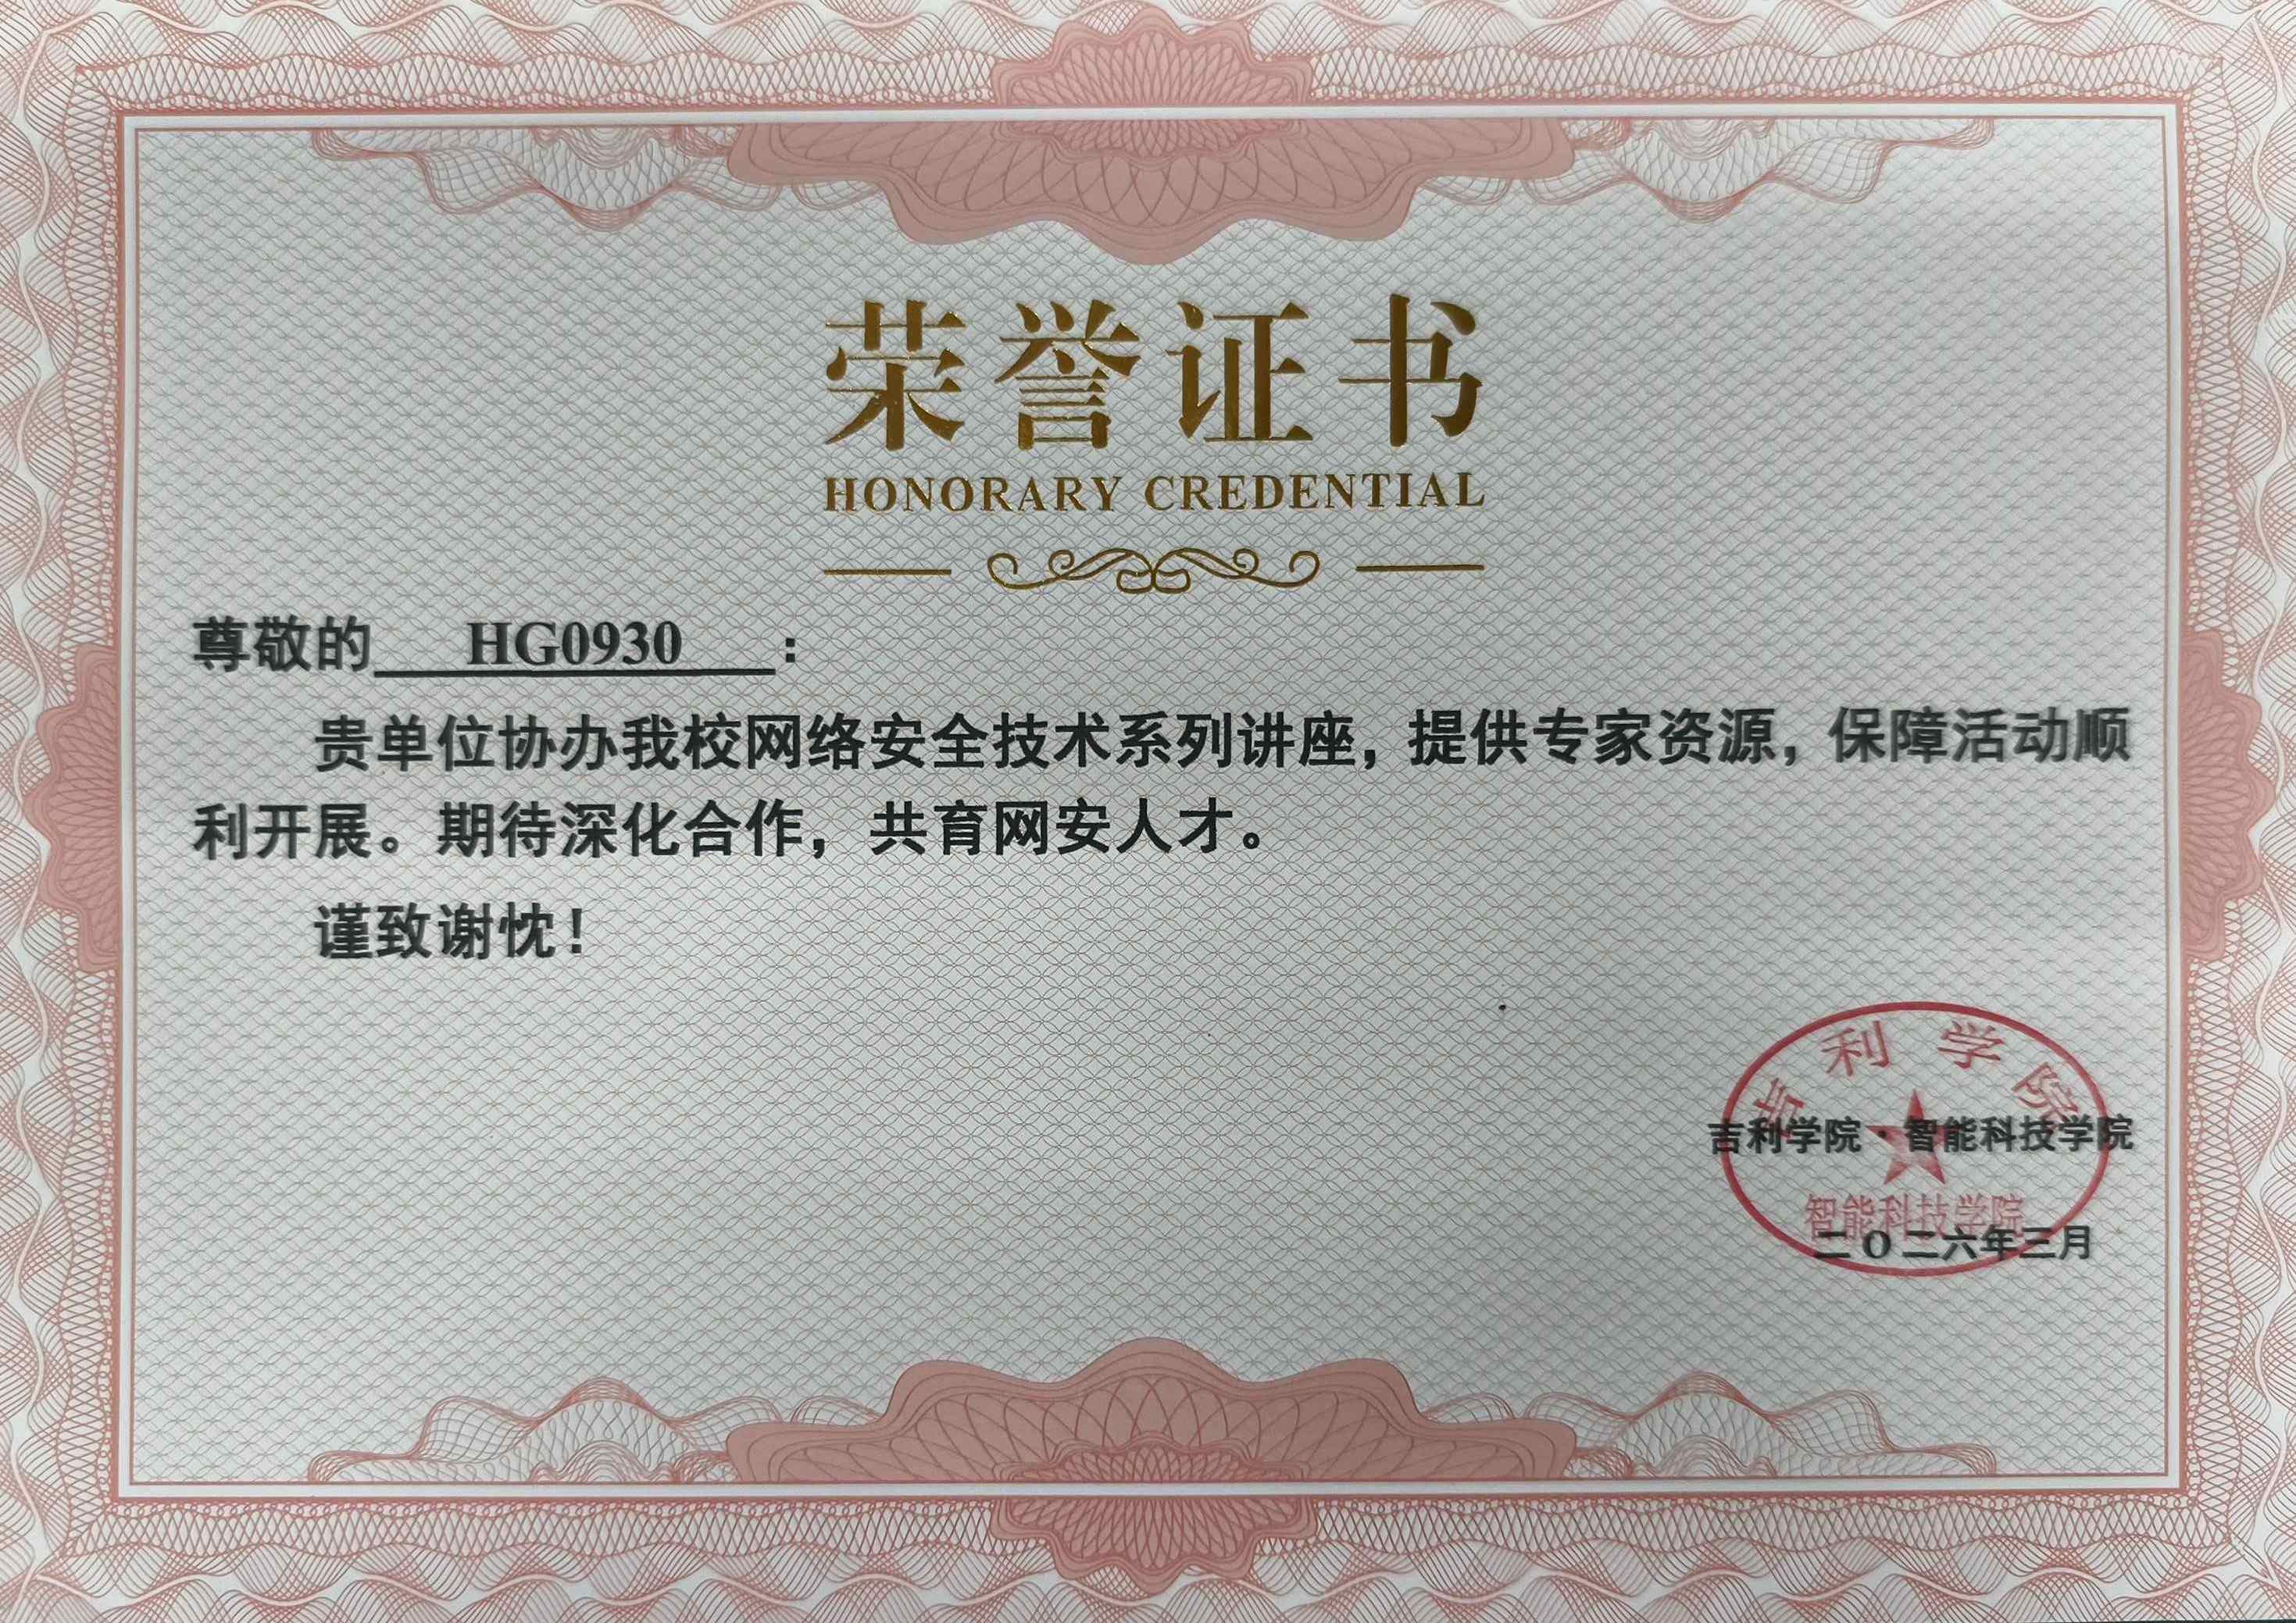 荣誉证书
HONORARY CREDENTIAL
尊敬的 HG0930 :
贵单位协办我校网络安全技术系列讲座，提供专家资源，保障活动顺
利开展。期待深化合作，共育网安人才。
谨致谢忱！
吉利学院
吉利学院·智能科技学院
智能科技学院
二〇二六年三月